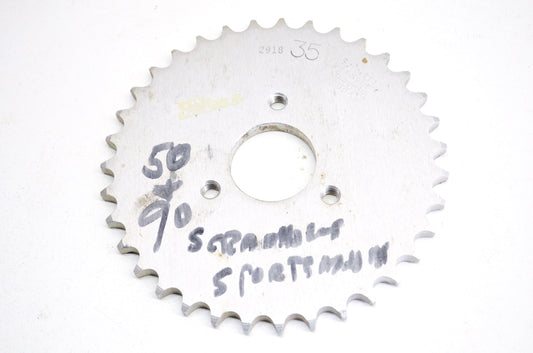 2918 35
50
+
90
SCRAMBLER
SPORTSMAN